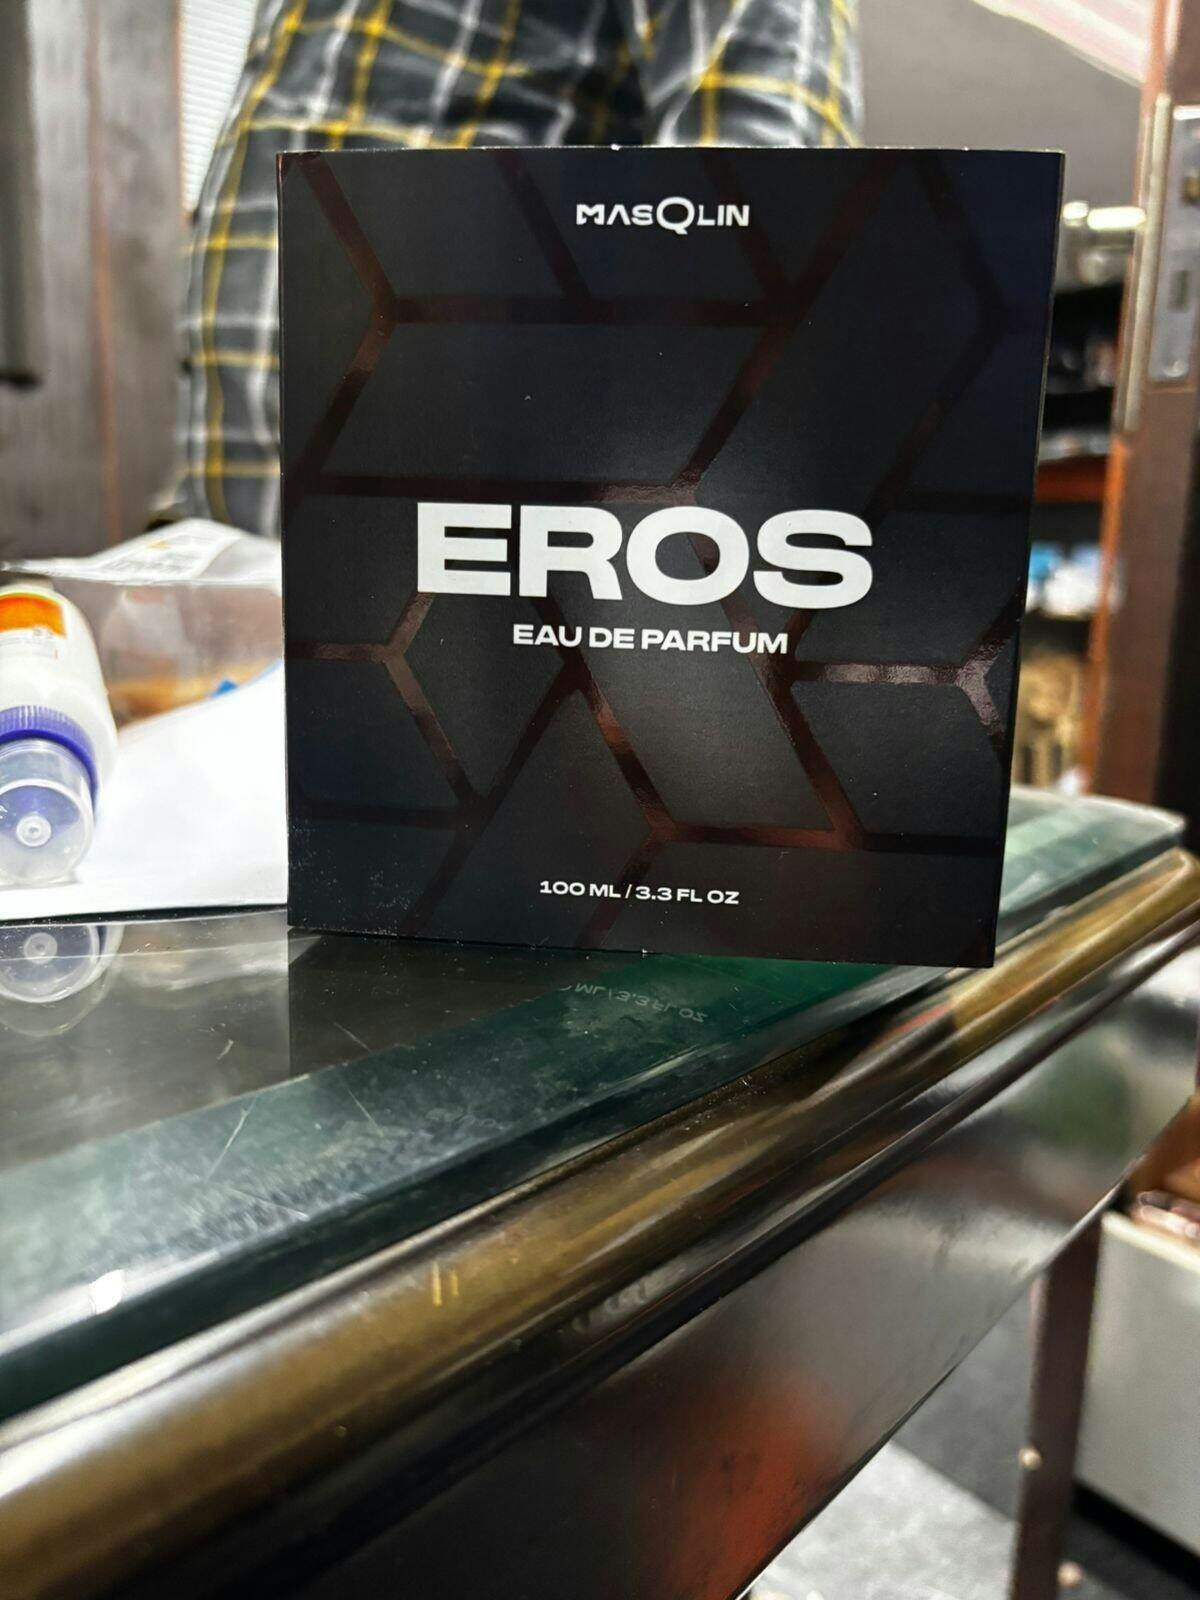 MASQLIN
EROS
EAU DE PARFUM
100 ML / 3.3 FL OZ